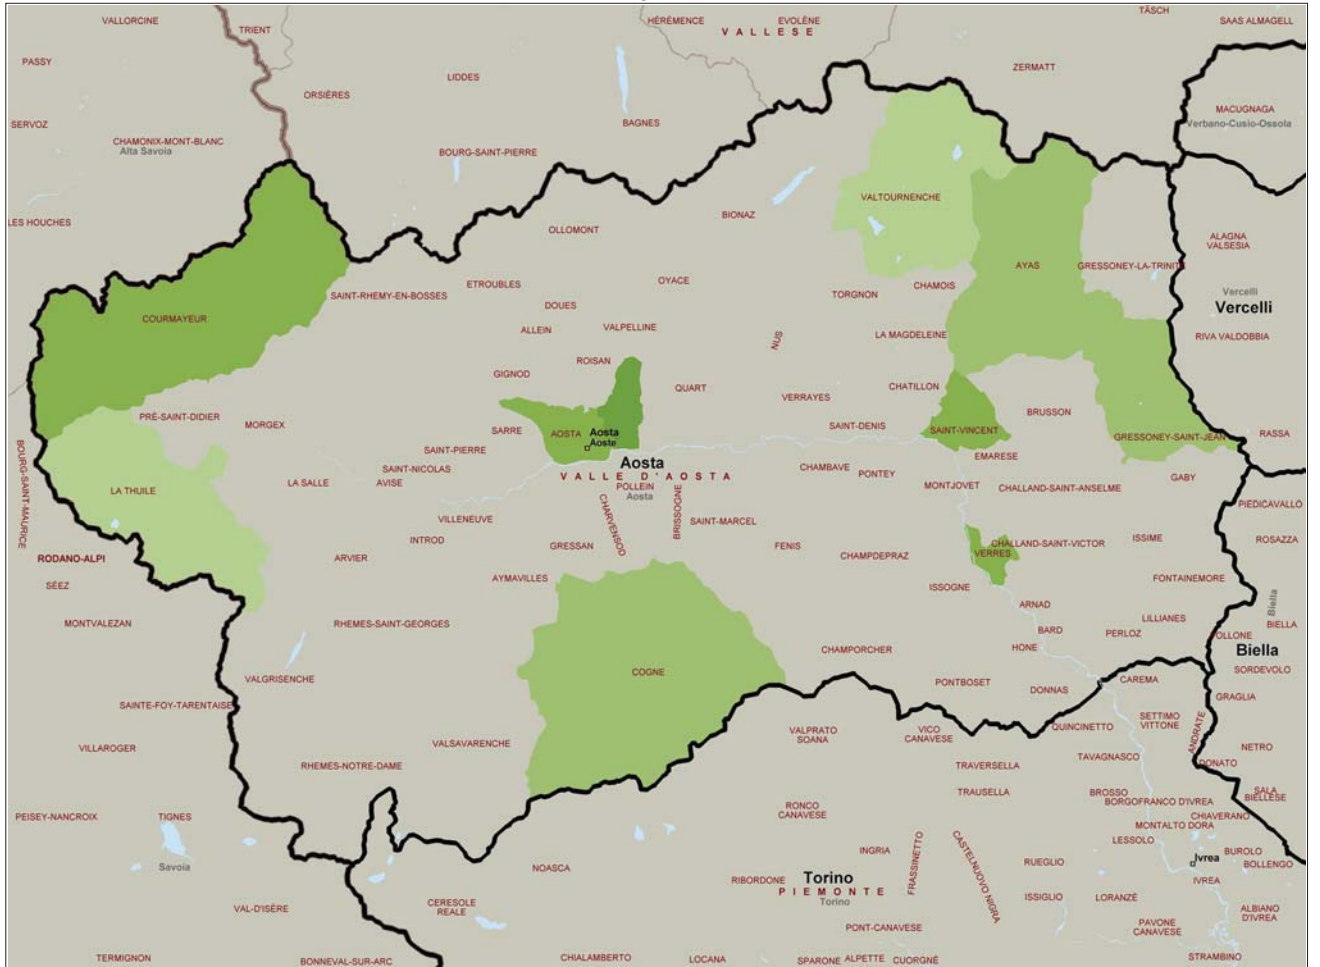 VALLORCINE
TRIENT
HÉRÉMENCE
EVOLÈNE
VALLESE
TÄSCH
SAAS ALMAGELL
PASSY
LIDDES
ZERMATT
ORSIÈRES
MACUGNAGA
Verbano-Cusio-Ossola
SERVOZ
BAGNES
CHAMONIX-MONT-BLANC
Alta Savoia
BOURG-SAINT-PIERRE
VALTOURNENCHE
BIONAZ
LES HOUCHES
OLLOMONT
ALAGNA
VALSESIA
AYAS
GRESSONEY-LA-TRINITÉ
OYACE
ETROUBLES
SAINT-RHEMY-EN-BOSSES
CHAMOIS
TORGNON
Vercelli
Vercelli
DOUES
COURMAYEUR
ALLEIN
VALPELLINE
NUS
LA MAGDELEINE
RIVA VALDOBBIA
ROISAN
GIGNOD
QUART
CHATILLON
VERRAYES
PRÉ-SAINT-DIDIER
MORGEX
BRUSSON
SAINT-DENIS
SAINT-VINCENT
SARRE
AOSTA
Aosta
Aoste
GRESSONEY-SAINT-JEAN
RASSA
SAINT-PIERRE
EMARESE
Aosta
SAINT-NICOLAS
CHAMBAVE
PONTEY
VALLE D'AOSTA
GABY
BOURG-SAINT-MAURICE
LA THUILE
LA SALLE
AVISE
POLLEIN
Aosta
MONTJOVET
CHALLAND-SAINT-ANSELME
PIEDICAVALLO
VILLENEUVE
CHARVENSOD
BRISSOGNE
SAINT-MARCEL
INTROD
GRESSAN
FENIS
CHALLAND-SAINT-VICTOR
VERRES
ISSIME
ROSAZZA
RODANO-ALPI
ARVIER
CHAMPDEPRAZ
SÉEZ
AYMAVILLES
ISSOGNE
FONTAINEMORE
ARNAD
Biella
MONTVALEZAN
RHEMES-SAINT-GEORGES
LILLIANES
BIELLA
BARD
PERLOZ
POLLONE
HONE
CHAMPORCHER
Biella
COGNE
SORDEVOLO
VALGRISENCHE
PONTBOSET
DONNAS
CAREMA
GRAGLIA
SAINTE-FOY-TARENTAISE
SETTIMO
VITTONE
ANDRATE
QUINCINETTO
VALPRATO
SOANA
VICO
CANAVESE
VILLAROGER
VALSAVARENCHE
NETRO
TAVAGNASCO
RHEMES-NOTRE-DAME
TRAVERSELLA
DONATO
TRAUSELLA
BROSSO
SALA
BIELLESE
BORGOFRANCO D'IVREA
RONCO
CANAVESE
PEISEY-NANCROIX
TIGNES
CHIAVERANO
MONTALTO DORA
LESSOLO
INGRIA
FRASSINETTO
CASTELNUOVO NIGRA
RUEGLIO
Ivrea
BUROLO
BOLLENGO
Savoia
NOASCA
Torino
RIBORDONE
PIEMONTE
Torino
IVREA
ISSIGLIO
LORANZÈ
CERESOLE
REALE
VAL-D'ISÈRE
ALBIANO
D'IVREA
PONT-CANAVESE
PAVONE
CANAVESE
TERMIGNON
BONNEVAL-SUR-ARC
CHIALAMBERTO
LOCANA
SPARONE
ALPETTE
CUORGNÈ
STRAMBINO